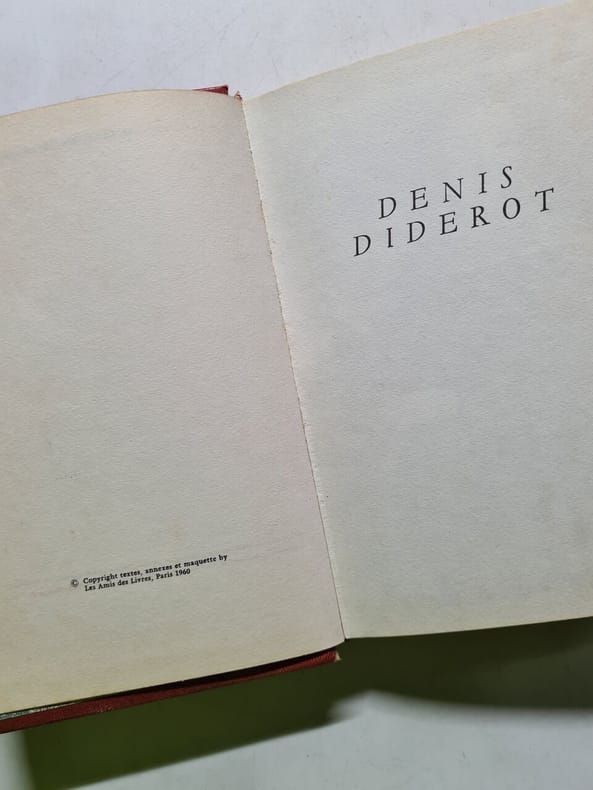 © Copyright textes, annexes et maquette by
Les Amis des Livres, Paris 1960
DENIS
DIDEROT